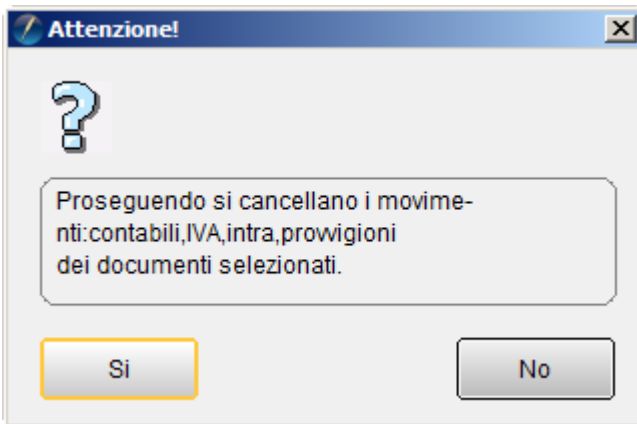 Attenzione!
Proseguendo si cancellano i movime-
nti:contabili,IVA,intra,provvigioni
dei documenti selezionati.
Si
No